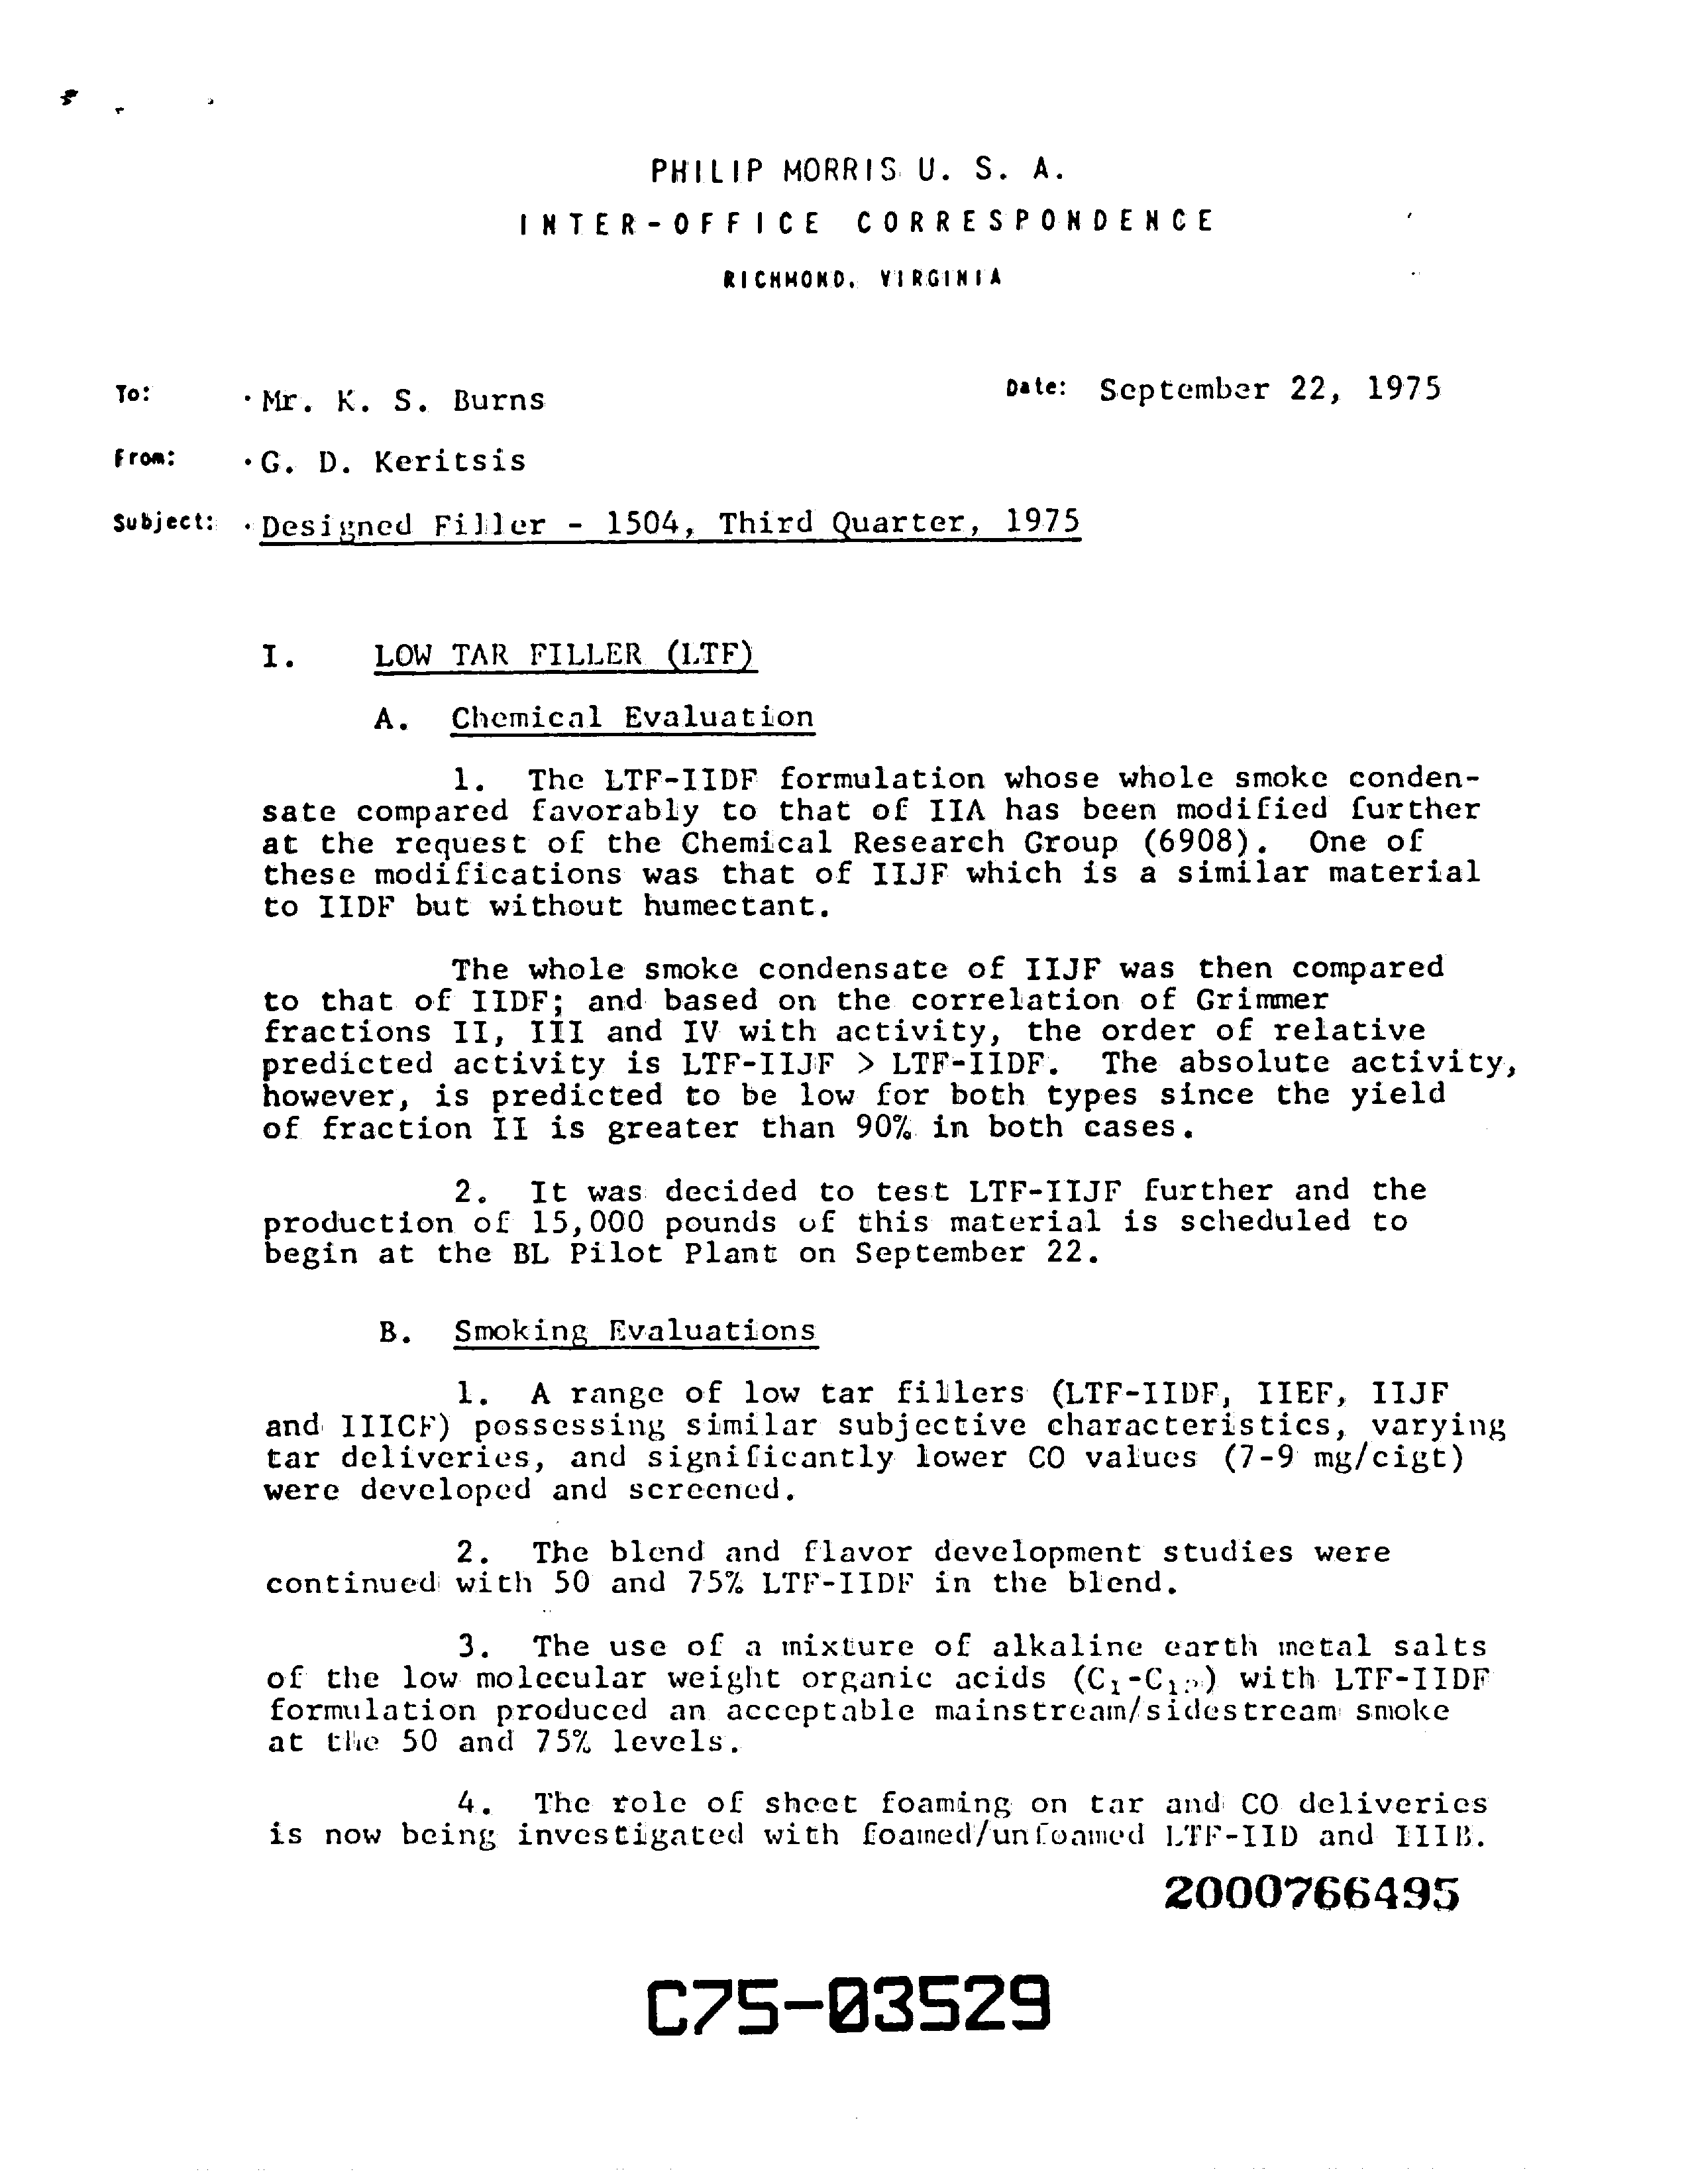 PHILIP MORRIS U. S. A.
INTER-OFFICE CORRESPONDENCE
RICHMOND, VIRGINIA
To: Mr. K. S. Burns Date: September 22, 1975
From: G. D. Keritsis
Subject: Designed Filler - 1504, Third Quarter, 1975
I. LOW TAR FILLER (LTF)
A. Chemical Evaluation
1. The LTF-IIDF formulation whose whole smoke conden-
sate compared favorably to that of IIA has been modified further
at the request of the Chemical Research Group (6908). One of
these modifications was that of IIJF which is a similar material
to IIDF but without humectant.
The whole smoke condensate of IIJF was then compared
to that of IIDF; and based on the correlation of Grimmer
fractions II, III and IV with activity, the order of relative
predicted activity is LTF-IIJF > LTF-IIDF. The absolute activity,
however, is predicted to be low for both types since the yield
of fraction II is greater than 90% in both cases.
2. It was decided to test LTF-IIJF further and the
production of 15,000 pounds of this material is scheduled to
begin at the BL Pilot Plant on September 22.
B. Smoking Evaluations
1. A range of low tar fillers (LTF-IIDF, IIEF, IIJF
and IIICF) possessing similar subjective characteristics, varying
tar deliveries, and significantly lower CO values (7-9 mg/cigt)
were developed and screened.
2. The blend and flavor development studies were
continued with 50 and 75% LTF-IIDF in the blend.
3. The use of a mixture of alkaline earth metal salts
of the low molecular weight organic acids with LTF-IIDF
formulation produced an acceptable mainstream/sidestream smoke
at the 50 and 75% levels.
4. The role of sheet foaming on tar and CO deliveries
is now being investigated with foamed/unfoamed LTF-IID and IIIB.
2000766495
C75-03529